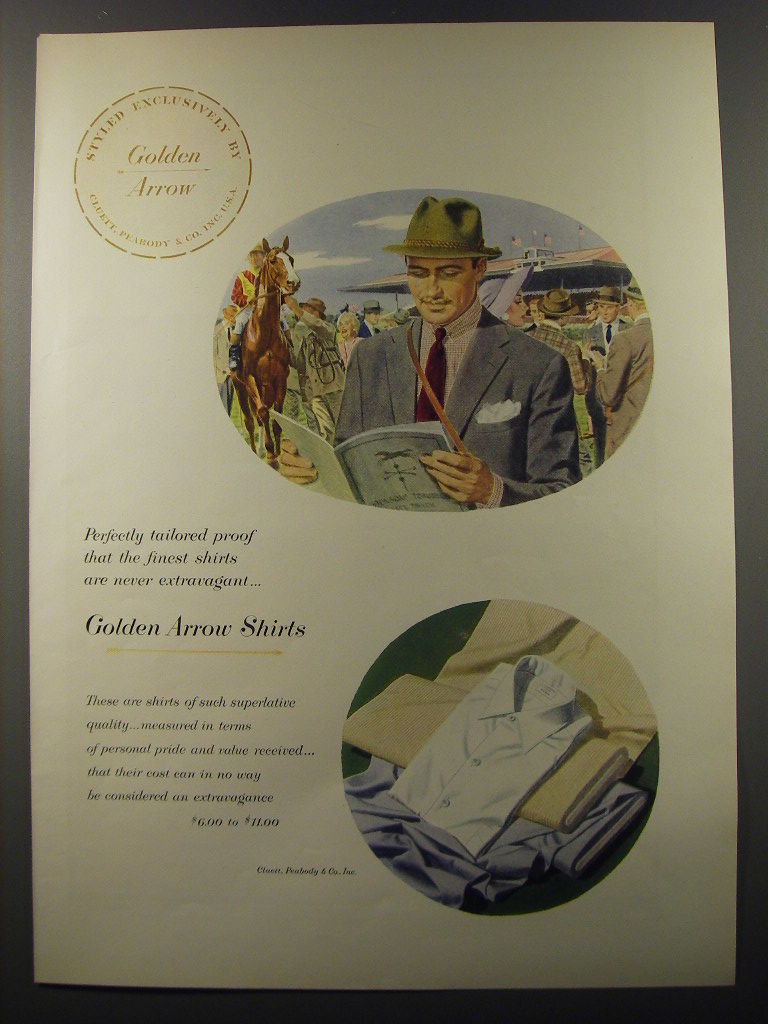 STYLED EXCLUSIVELY BY
Golden
Arrow
CLUETT, PEABODY & CO. INC. U.S.A.
Perfectly tailored proof
that the finest shirts
are never extravagant...
Golden Arrow Shirts
These are shirts of such superlative
quality...measured in terms
of personal pride and value received...
that their cost can in no way
be considered an extravagance
$6.00 to $11.00
Cluett, Peabody & Co. Inc.